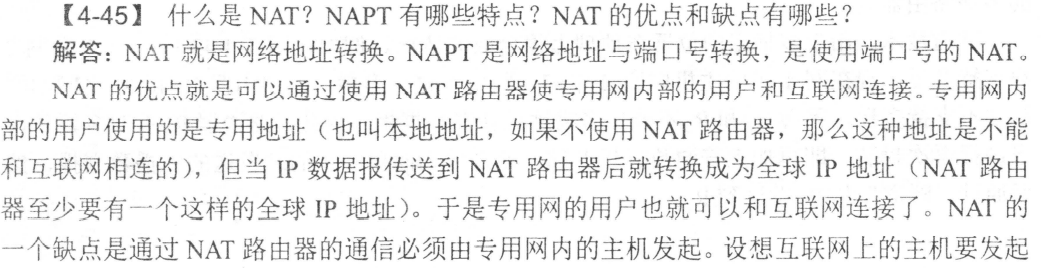 【4-45】 什么是 NAT？NAPT 有哪些特点？NAT 的优点和缺点有哪些？
解答：NAT 就是网络地址转换。NAPT 是网络地址与端口号转换，是使用端口号的 NAT。
NAT 的优点就是可以通过使用 NAT 路由器使专用网内部的用户和互联网连接。专用网内
部的用户使用的是专用地址（也叫本地地址，如果不使用 NAT 路由器，那么这种地址是不能
和互联网相连的），但当 IP 数据报传送到 NAT 路由器后就转换成为全球 IP 地址（NAT 路由
器至少要有一个这样的全球 IP 地址）。于是专用网的用户也就可以和互联网连接了。NAT 的
一个缺点是通过 NAT 路由器的通信必须由专用网内的主机发起。设想互联网上的主机要发起